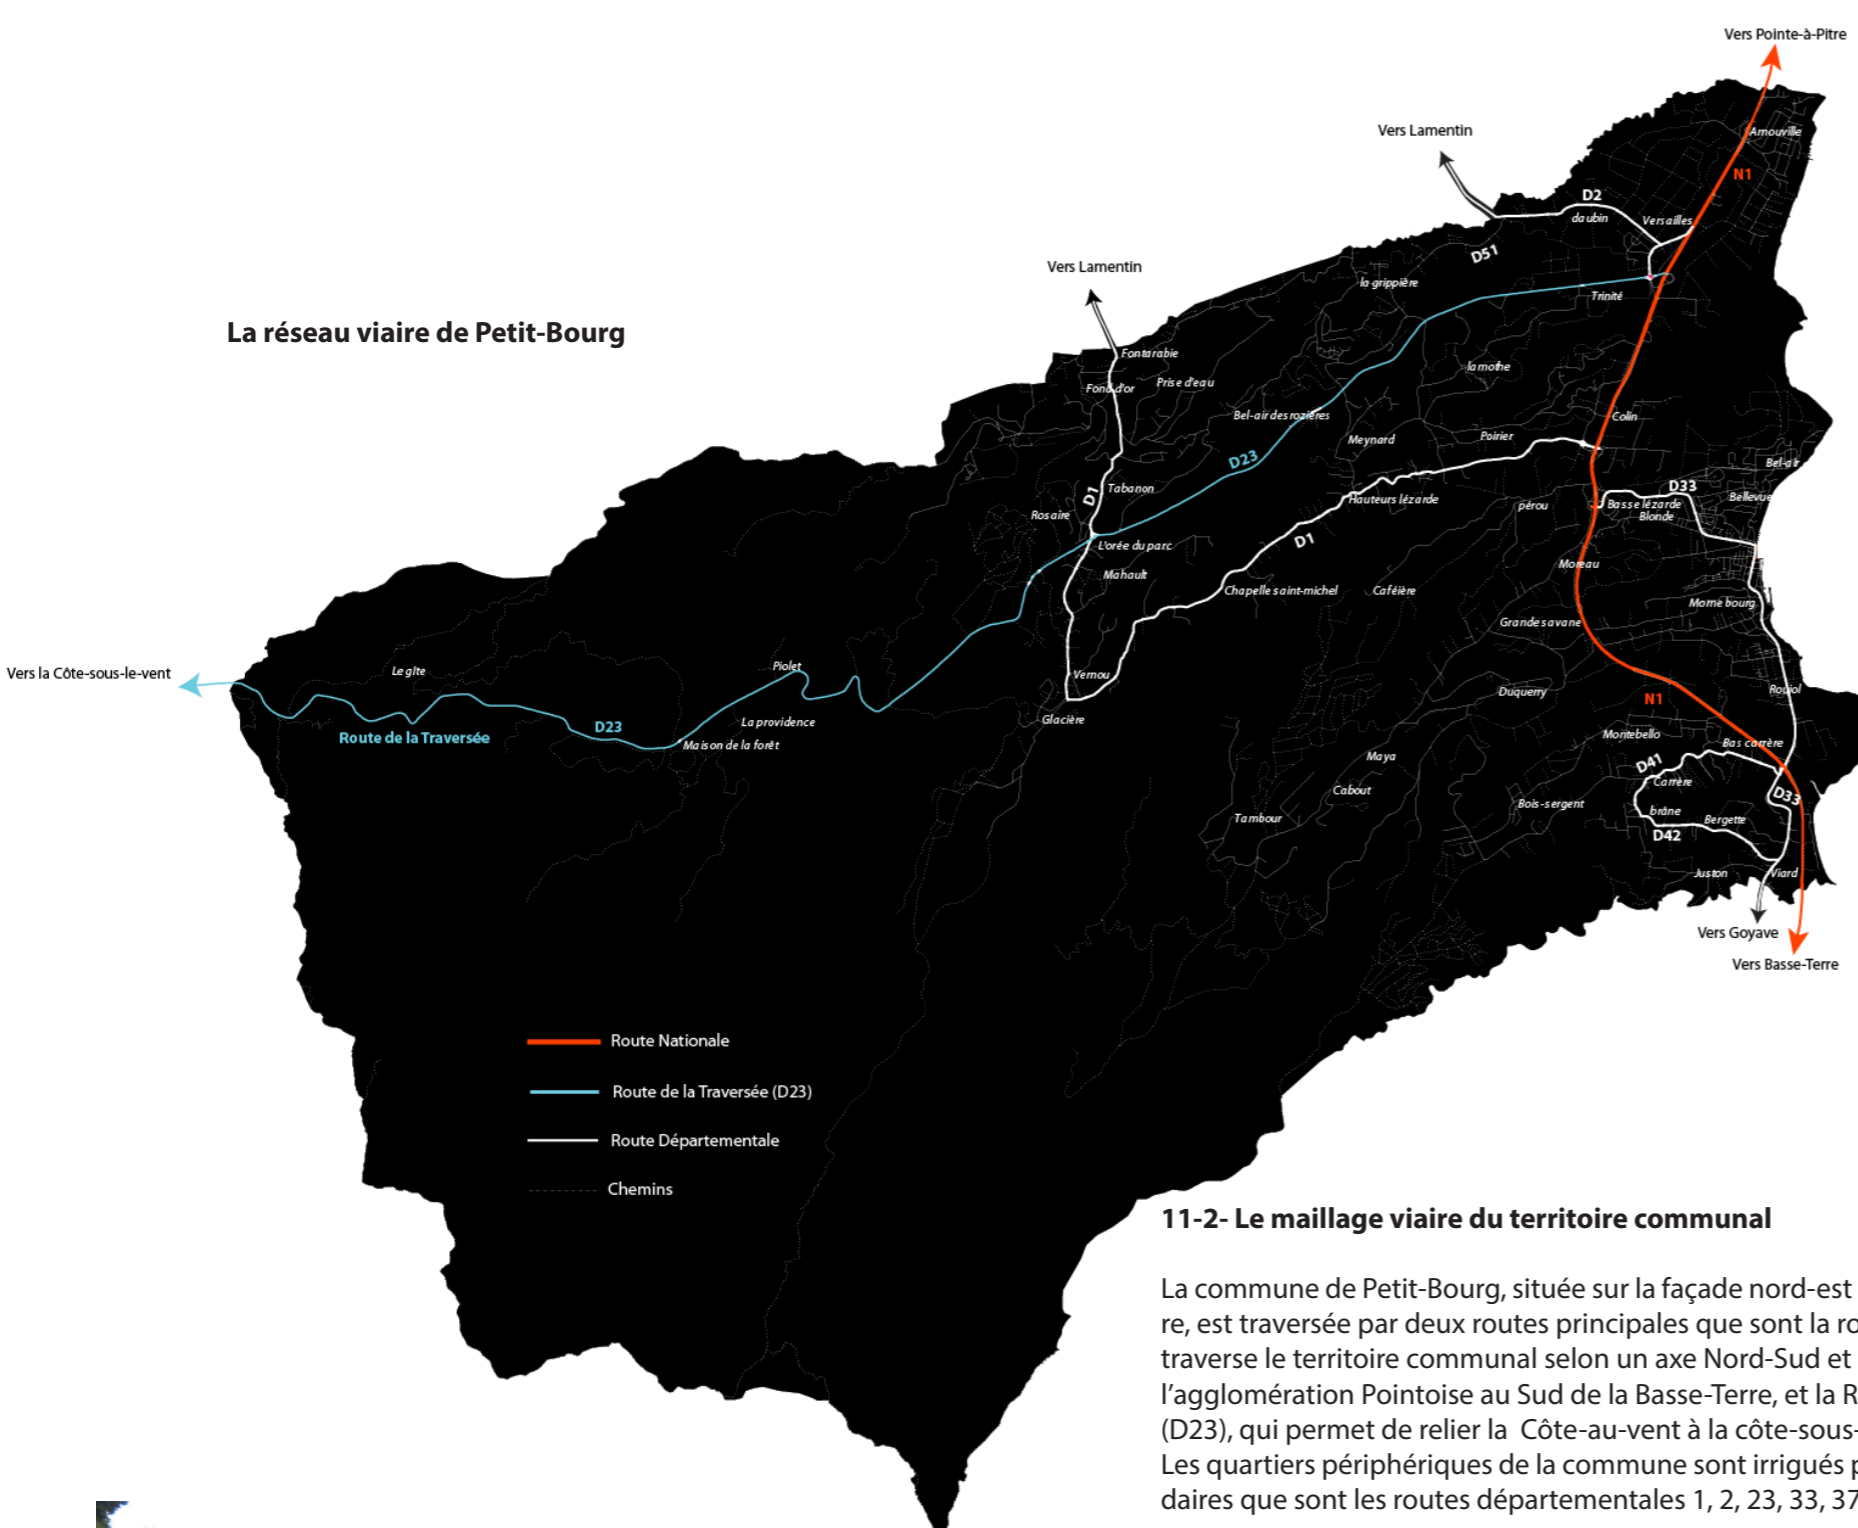 Vers Pointe-à-Pitre
Arnouville
Vers Lamentin
N1
D2
daubin
Versailles
D51
Vers Lamentin
la grippière
Trinité
La réseau viaire de Petit-Bourg
Fontarabie
Fond d'or
Prise d'eau
lamothe
Bel-air des rozières
Colin
Meynard
Poirier
D23
Bel-air
D1
Tabanon
Hauteurs lézarde
D33
Bellevue
Rosaire
pérou
Basse lézarde
Blonde
D1
L'orée du parc
Moreau
Mahault
Chapelle saint-michel
Caféière
Morne bourg
Grande savane
Vers la Côte-sous-le-vent
Le gîte
Piolet
Vernou
Duquerry
Roujol
N1
Glacière
La providence
D23
Route de la Traversée
Maison de la forêt
Montebello
Bas carrère
Maya
D41
Carrère
Cabout
D33
Bois-sergent
brâne
Bergette
Tambour
D42
Juston
Viard
Vers Goyave
Vers Basse-Terre
Route Nationale
Route de la Traversée (D23)
Route Départementale
Chemins
11-2- Le maillage viaire du territoire communal
La commune de Petit-Bourg, située sur la façade nord-est
re, est traversée par deux routes principales que sont la ro
traverse le territoire communal selon un axe Nord-Sud et
l'agglomération Pointoise au Sud de la Basse-Terre, et la R
(D23), qui permet de relier la Côte-au-vent à la côte-sous-
Les quartiers périphériques de la commune sont irrigués p
daires que sont les routes départementales 1, 2, 23, 33, 37